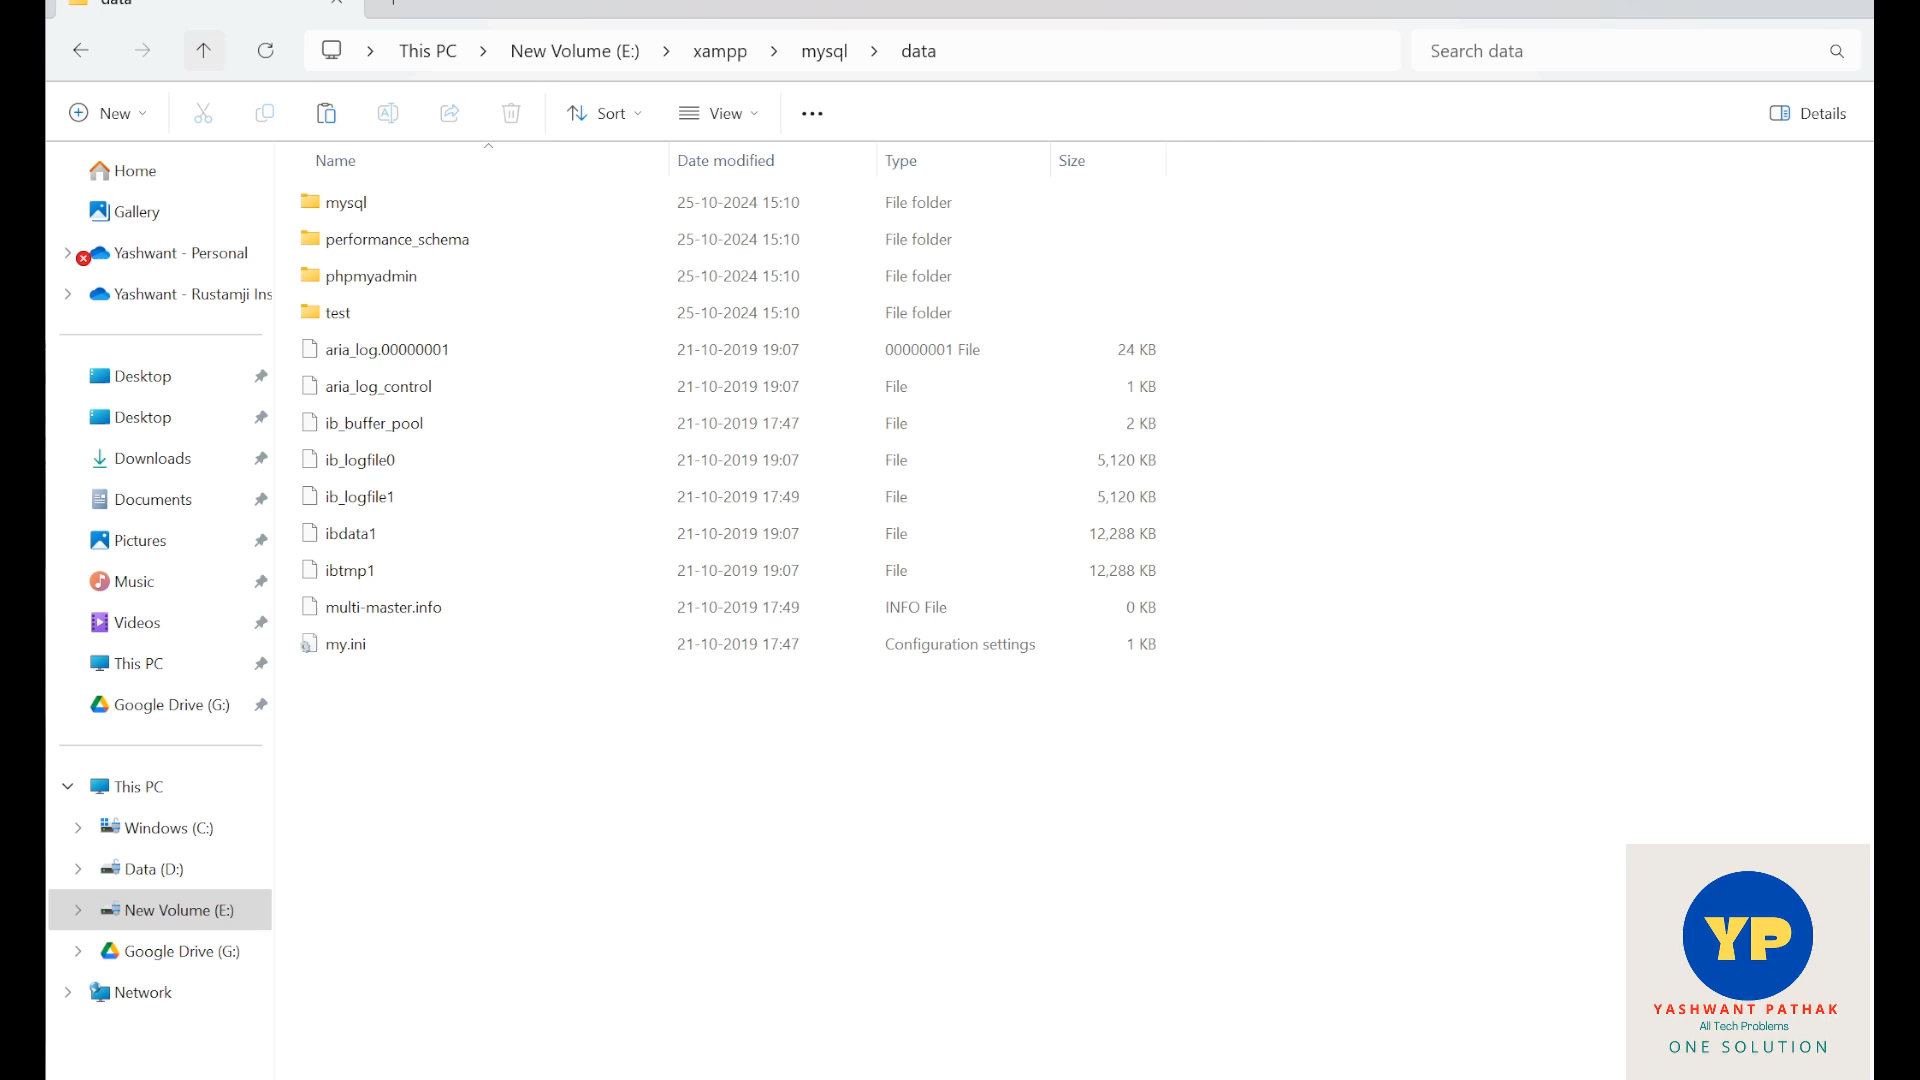 data
This PC > New Volume (E:) > xampp > mysql > data
Search data
New
Sort
View
Details
Name Date modified Type Size
mysql 25-10-2024 15:10 File folder
performance_schema 25-10-2024 15:10 File folder
phpmyadmin 25-10-2024 15:10 File folder
test 25-10-2024 15:10 File folder
aria_log.00000001 21-10-2019 19:07 00000001 File 24 KB
aria_log_control 21-10-2019 19:07 File 1 KB
ib_buffer_pool 21-10-2019 17:47 File 2 KB
ib_logfile0 21-10-2019 19:07 File 5,120 KB
ib_logfile1 21-10-2019 17:49 File 5,120 KB
ibdata1 21-10-2019 19:07 File 12,288 KB
ibtmp1 21-10-2019 19:07 File 12,288 KB
multi-master.info 21-10-2019 17:49 INFO File 0 KB
my.ini 21-10-2019 17:47 Configuration settings 1 KB
Home
Gallery
Yashwant - Personal
Yashwant - Rustamji Ins
Desktop
Desktop
Downloads
Documents
Pictures
Music
Videos
This PC
Google Drive (G:)
This PC
Windows (C:)
Data (D:)
New Volume (E:)
Google Drive (G:)
Network
YP
YASHWANT PATHAK
All Tech Problems
ONE SOLUTION